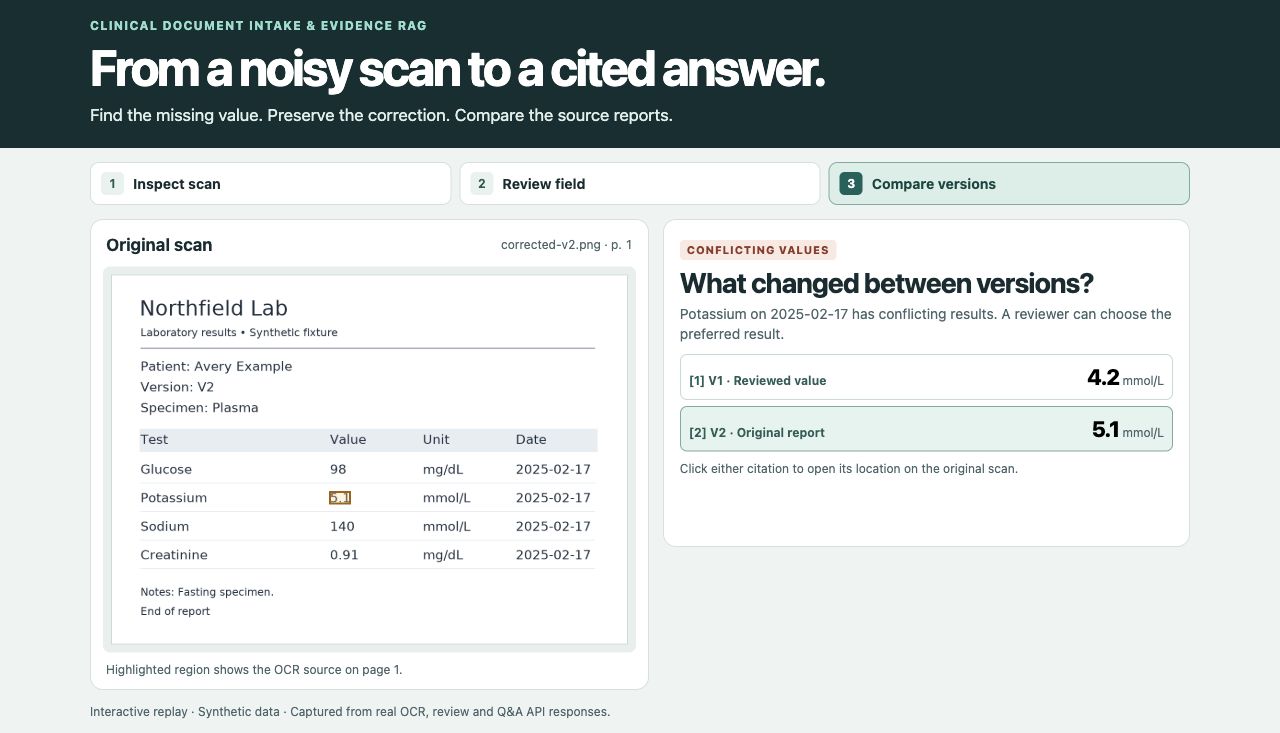 CLINICAL DOCUMENT INTAKE & EVIDENCE RAG
From a noisy scan to a cited answer.
Find the missing value. Preserve the correction. Compare the source reports.
1 Inspect scan
2 Review field
3 Compare versions
Original scan
corrected-v2.png · p. 1
Northfield Lab
Laboratory results • Synthetic fixture
Patient: Avery Example
Version: V2
Specimen: Plasma
Test Value Unit Date
Glucose 98 mg/dL 2025-02-17
Potassium 5.1 mmol/L 2025-02-17
Sodium 140 mmol/L 2025-02-17
Creatinine 0.91 mg/dL 2025-02-17
Notes: Fasting specimen.
End of report
Highlighted region shows the OCR source on page 1.
CONFLICTING VALUES
What changed between versions?
Potassium on 2025-02-17 has conflicting results. A reviewer can choose the
preferred result.
[1] V1 · Reviewed value 4.2 mmol/L
[2] V2 · Original report 5.1 mmol/L
Click either citation to open its location on the original scan.
Interactive replay · Synthetic data · Captured from real OCR, review and Q&A API responses.